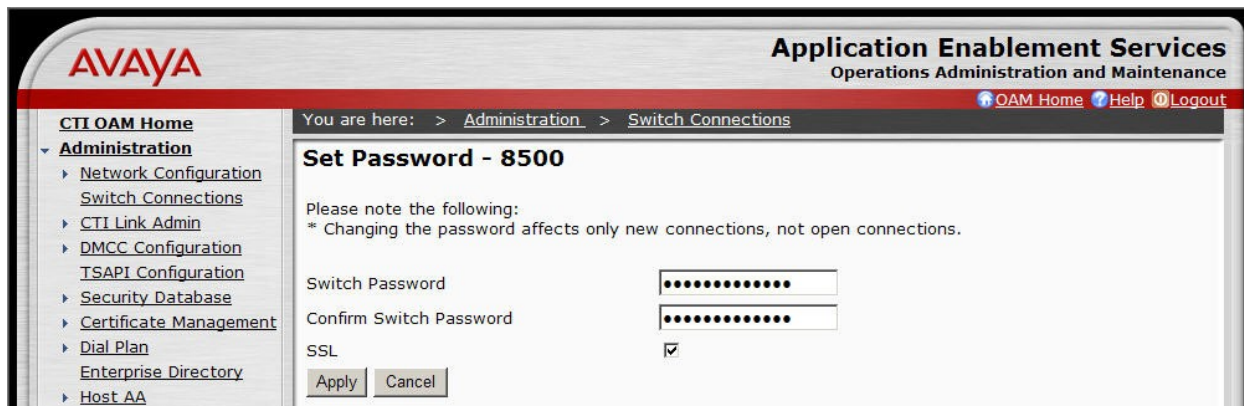 AVAYA
Application Enablement Services
Operations Administration and Maintenance
OAM Home Help Logout
CTI OAM Home
Administration
Network Configuration
Switch Connections
CTI Link Admin
DMCC Configuration
TSAPI Configuration
Security Database
Certificate Management
Dial Plan
Enterprise Directory
Host AA
You are here: > Administration > Switch Connections
Set Password - 8500
Please note the following:
* Changing the password affects only new connections, not open connections.
Switch Password •••••••••••••
Confirm Switch Password •••••••••••••
SSL
Apply Cancel